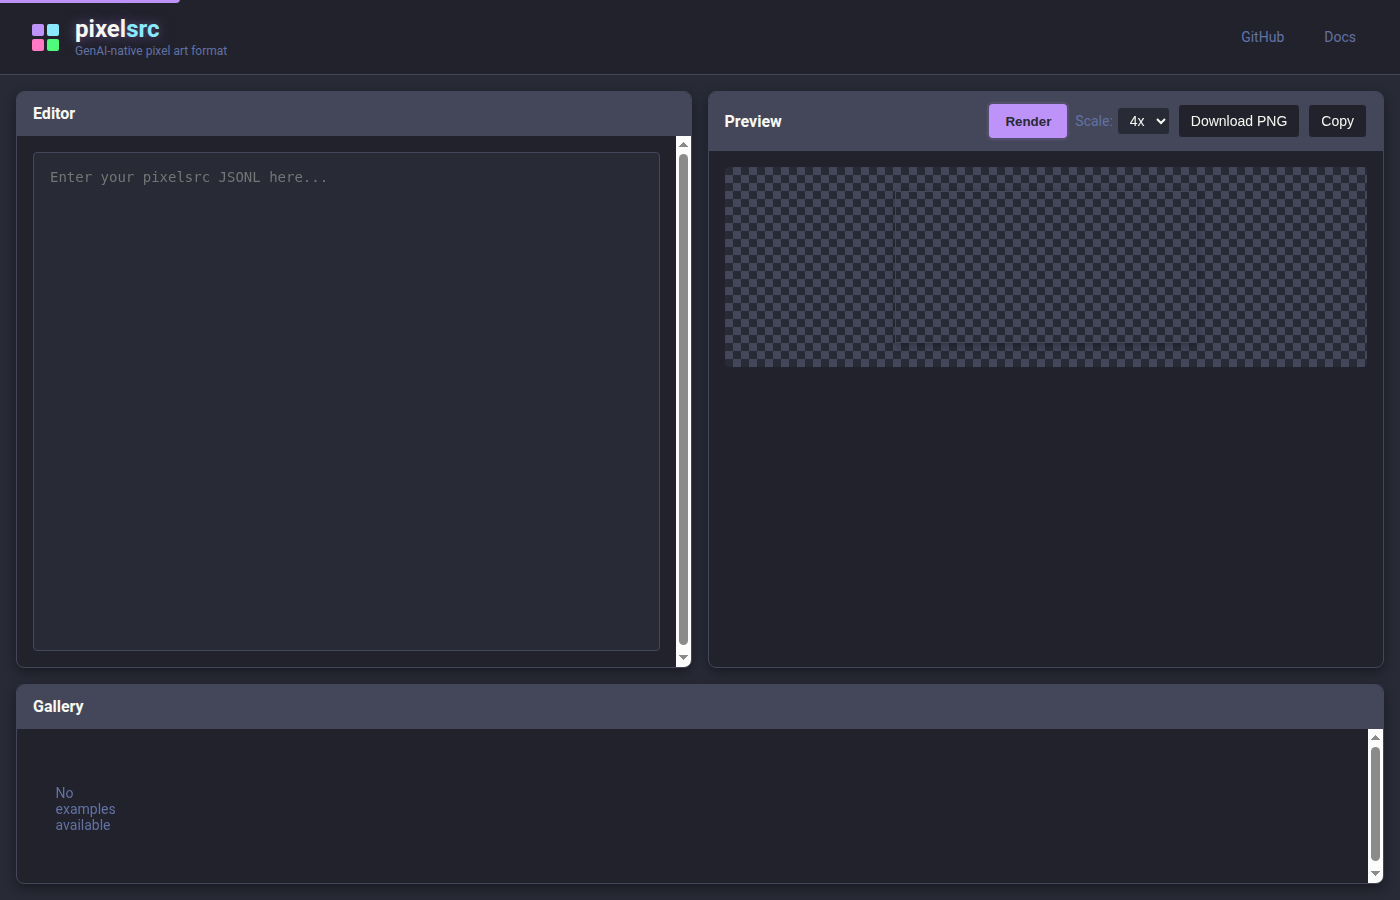 pixelsrc
GenAI-native pixel art format
GitHub
Docs
Editor
Enter your pixelsrc JSONL here...
Preview
Render
Scale:
4x
Download PNG
Copy
Gallery
No
examples
available